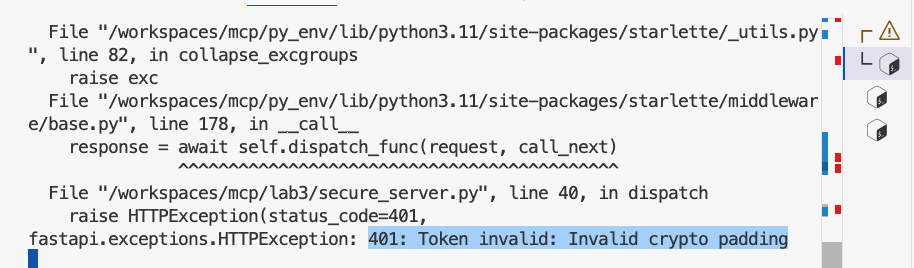 File "/workspaces/mcp/py_env/lib/python3.11/site-packages/starlette/_utils.py
", line 82, in collapse_excgroups
raise exc
File "/workspaces/mcp/py_env/lib/python3.11/site-packages/starlette/middlewar
e/base.py", line 178, in __call__
response = await self.dispatch_func(request, call_next)
^^^^^^^^^^^^^^^^^^^^^^^^^^^^^^^^^^^^^^^^^^^^
File "/workspaces/mcp/lab3/secure_server.py", line 40, in dispatch
raise HTTPException(status_code=401,
fastapi.exceptions.HTTPException: 401: Token invalid: Invalid crypto padding